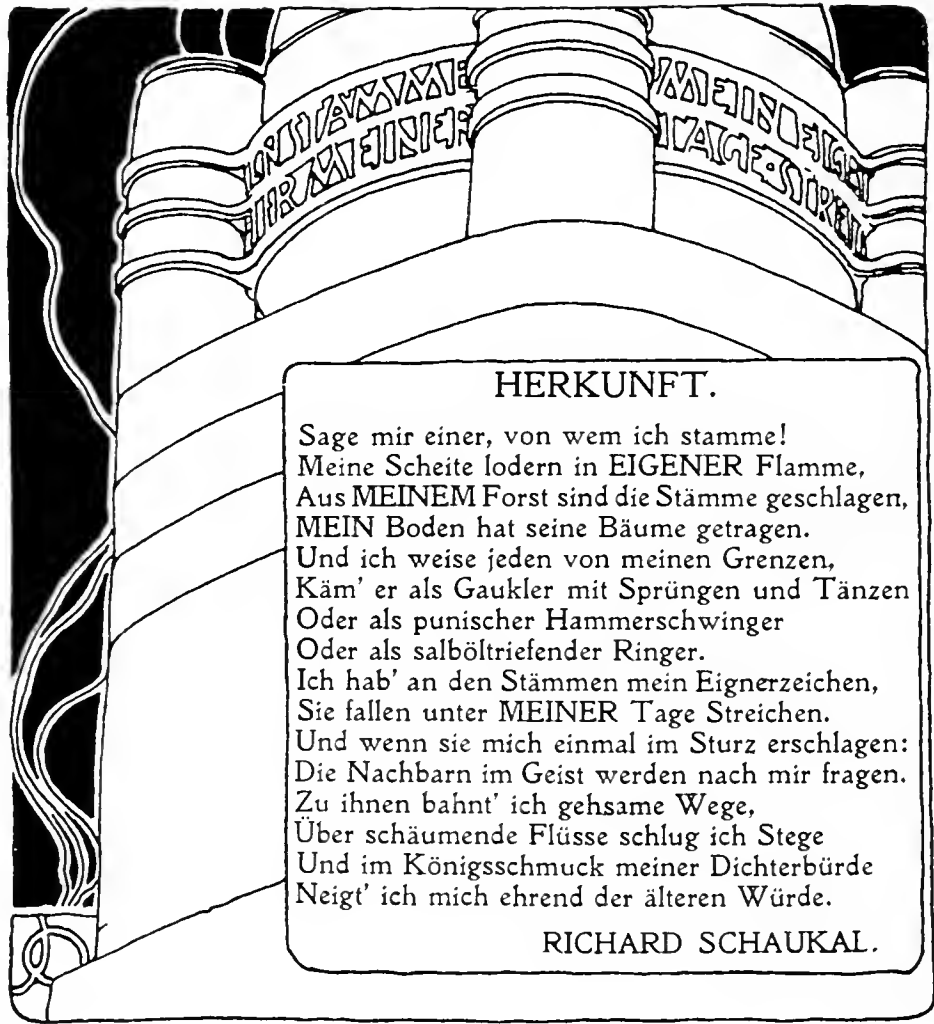 STAMME MEIN
MEINER TAGE·STREI
HERKUNFT.
Sage mir einer, von wem ich stamme!
Meine Scheite lodern in EIGENER Flamme,
Aus MEINEM Forst sind die Stämme geschlagen,
MEIN Boden hat seine Bäume getragen.
Und ich weise jeden von meinen Grenzen,
Käm' er als Gaukler mit Sprüngen und Tänzen
Oder als punischer Hammerschwinger
Oder als salböltriefender Ringer.
Ich hab' an den Stämmen mein Eignerzeichen,
Sie fallen unter MEINER Tage Streichen.
Und wenn sie mich einmal im Sturz erschlagen:
Die Nachbarn im Geist werden nach mir fragen.
Zu ihnen bahnt' ich gehsame Wege,
Über schäumende Flüsse schlug ich Stege
Und im Königsschmuck meiner Dichterbürde
Neigt' ich mich ehrend der älteren Würde.
RICHARD SCHAUKAL.